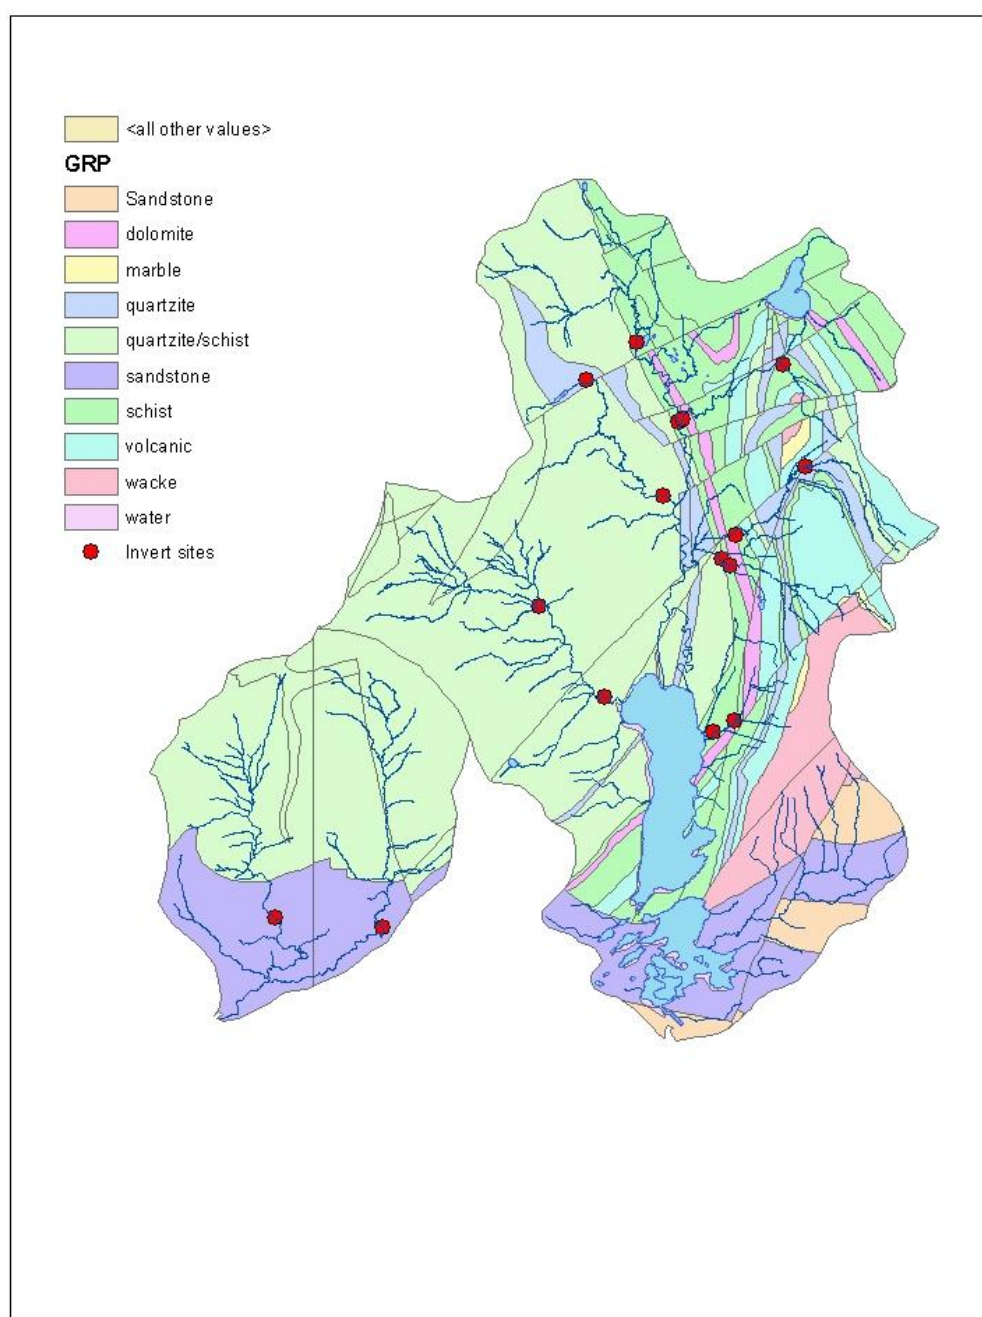 <all other values>
GRP
Sandstone
dolomite
marble
quartzite
quartzite/schist
sandstone
schist
volcanic
wacke
water
Invert sites